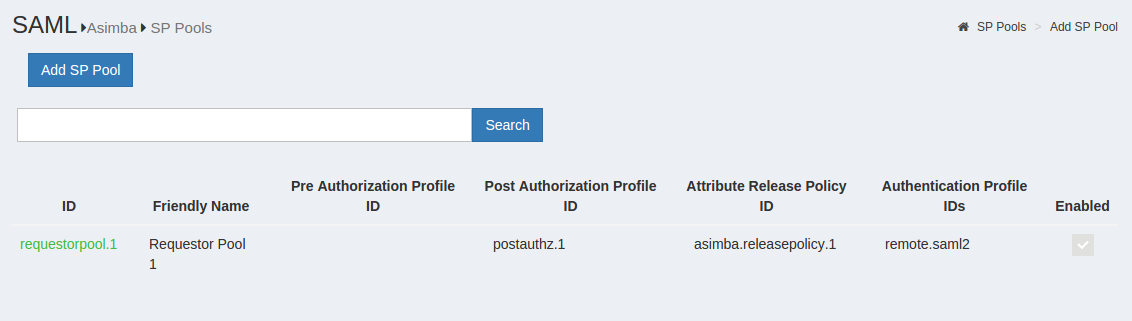 SAML Asimba SP Pools
SP Pools > Add SP Pool
Add SP Pool
Search
ID Friendly Name Pre Authorization Profile ID Post Authorization Profile ID Attribute Release Policy ID Authentication Profile IDs Enabled
requestorpool.1 Requestor Pool 1 postauthz.1 asimba.releasepolicy.1 remote.saml2